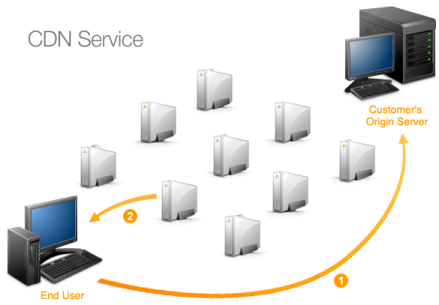 CDN Service
Customer's
Origin Server
2
1
End User